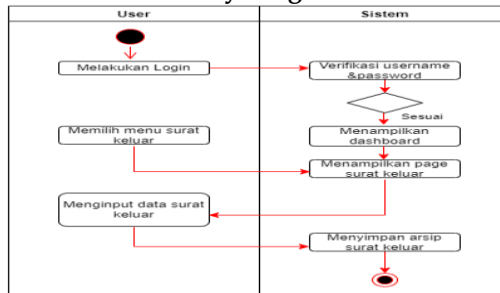 User
Sistem
Melakukan Login
Verifikasi username
&password
Sesuai
Memilih menu surat
keluar
Menampilkan
dashboard
Menampilkan page
surat keluar
Menginput data surat
keluar
Menyimpan arsip
surat keluar